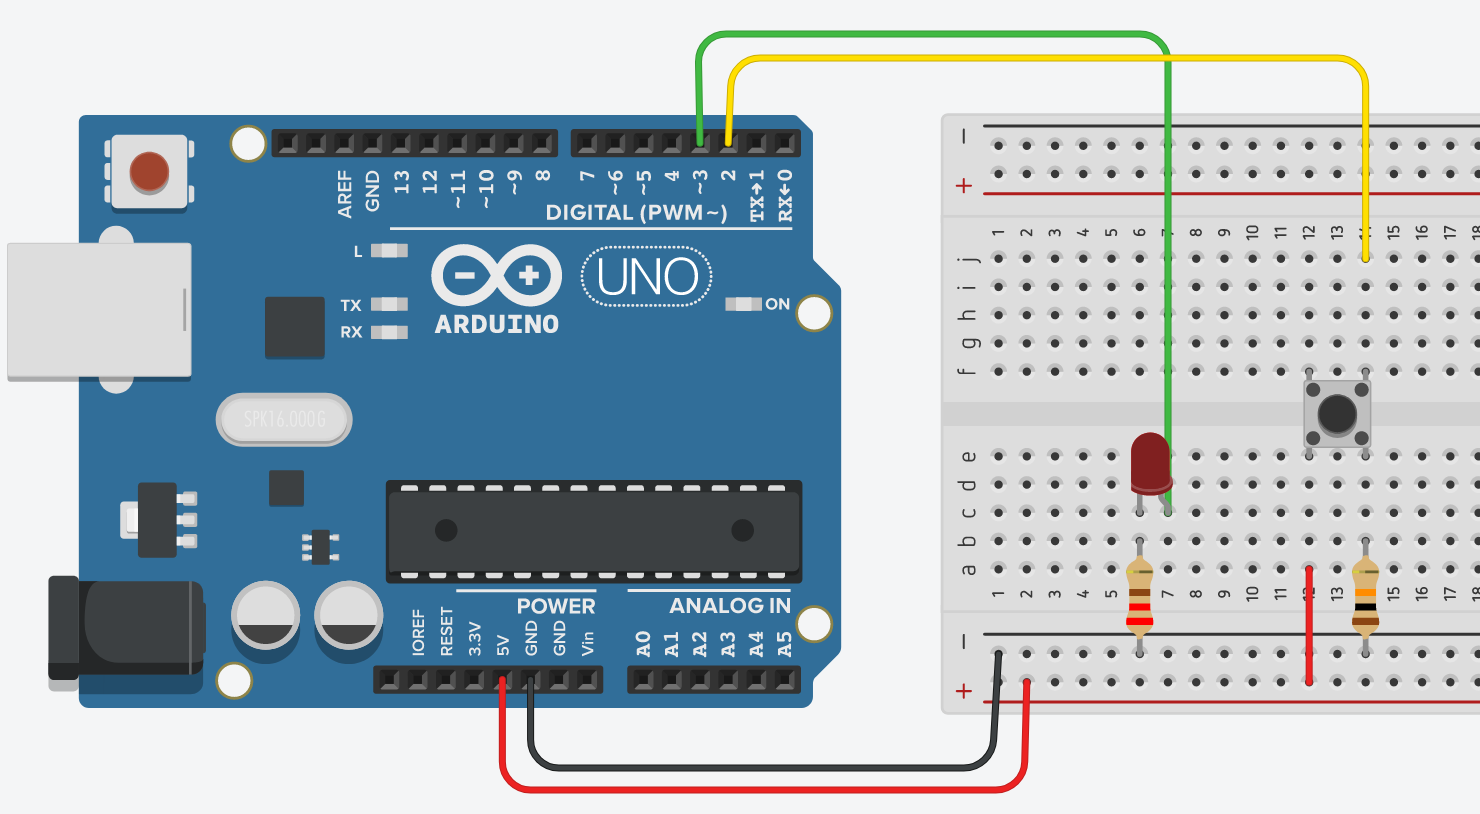 AREF
GND
13
12
~11
~10
~9
8
7
~6
~5
4
~3
2
TX→1
RX←0
DIGITAL (PWM ~)
L
TX
RX
ARDUINO
UNO
ON
SPK16.000G
POWER
ANALOG IN
IOREF
RESET
3.3V
5V
GND
GND
Vin
A0
A1
A2
A3
A4
A5
− +
1 2 3 4 5 6 7 8 9 10 11 12 13 14 15 16 17 18
j
i
h
g
f
e
d
c
b
a
1 2 3 4 5 8 9 10 11 12 13 15 16 17 18
− +